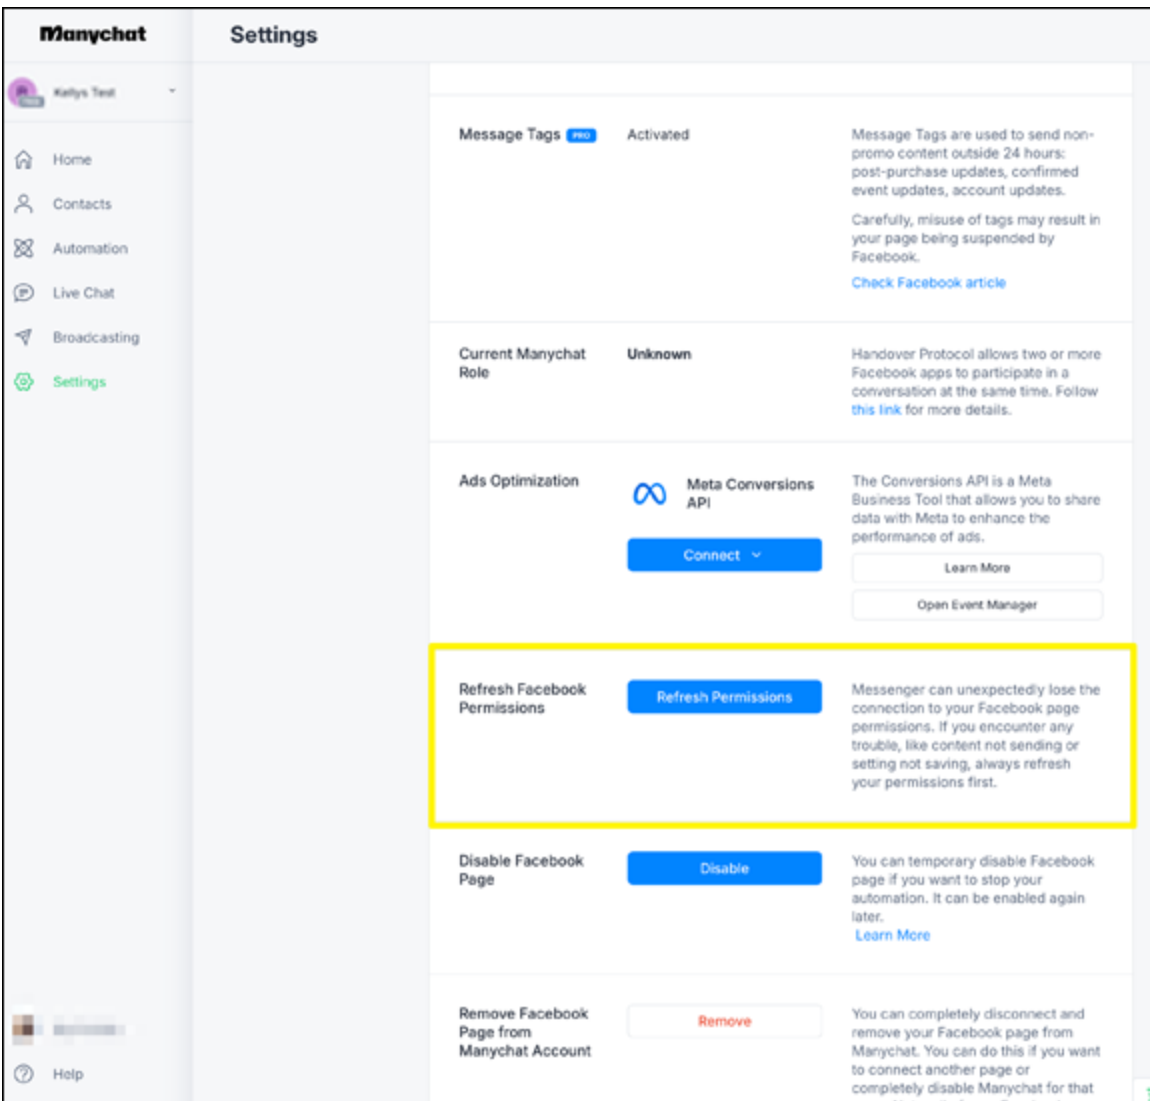 Manychat
Settings
Kellys Test
Home
Contacts
Automation
Live Chat
Broadcasting
Settings
Help
Message Tags PRO
Activated
Message Tags are used to send non-
promo content outside 24 hours:
post-purchase updates, confirmed
event updates, account updates.
Carefully, misuse of tags may result in
your page being suspended by
Facebook.
Check Facebook article
Current Manychat
Role
Unknown
Handover Protocol allows two or more
Facebook apps to participate in a
conversation at the same time. Follow
this link for more details.
Ads Optimization
Meta Conversions
API
Connect
The Conversions API is a Meta
Business Tool that allows you to share
data with Meta to enhance the
performance of ads.
Learn More
Open Event Manager
Refresh Facebook
Permissions
Refresh Permissions
Messenger can unexpectedly lose the
connection to your Facebook page
permissions. If you encounter any
trouble, like content not sending or
setting not saving, always refresh
your permissions first.
Disable Facebook
Page
Disable
You can temporary disable Facebook
page if you want to stop your
automation. It can be enabled again
later.
Learn More
Remove Facebook
Page from
Manychat Account
Remove
You can completely disconnect and
remove your Facebook page from
Manychat. You can do this if you want
to connect another page or
completely disable Manychat for that